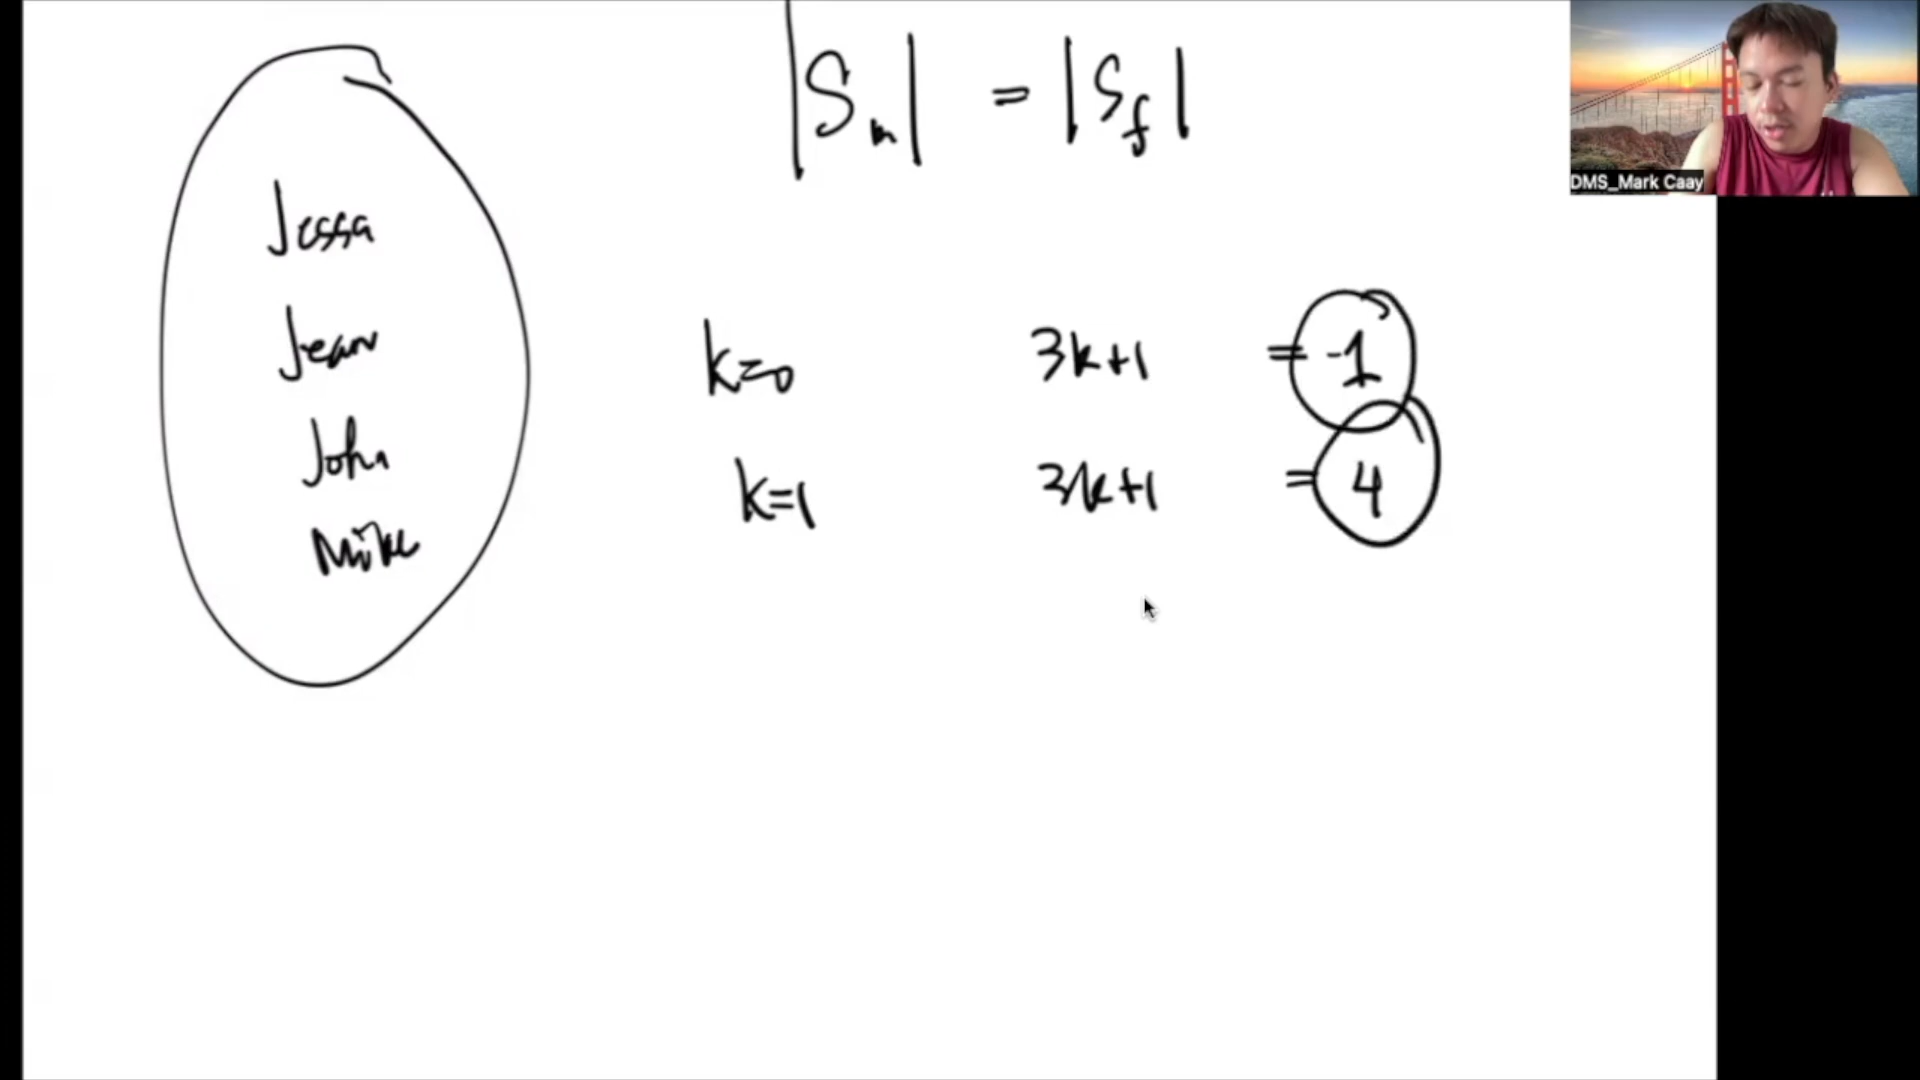 |Sm| = |Sf|
DMS_Mark Caay
Jessa
Jean
John
Mike
k=0 3k+1 = -1
k=1 3k+1 = 4